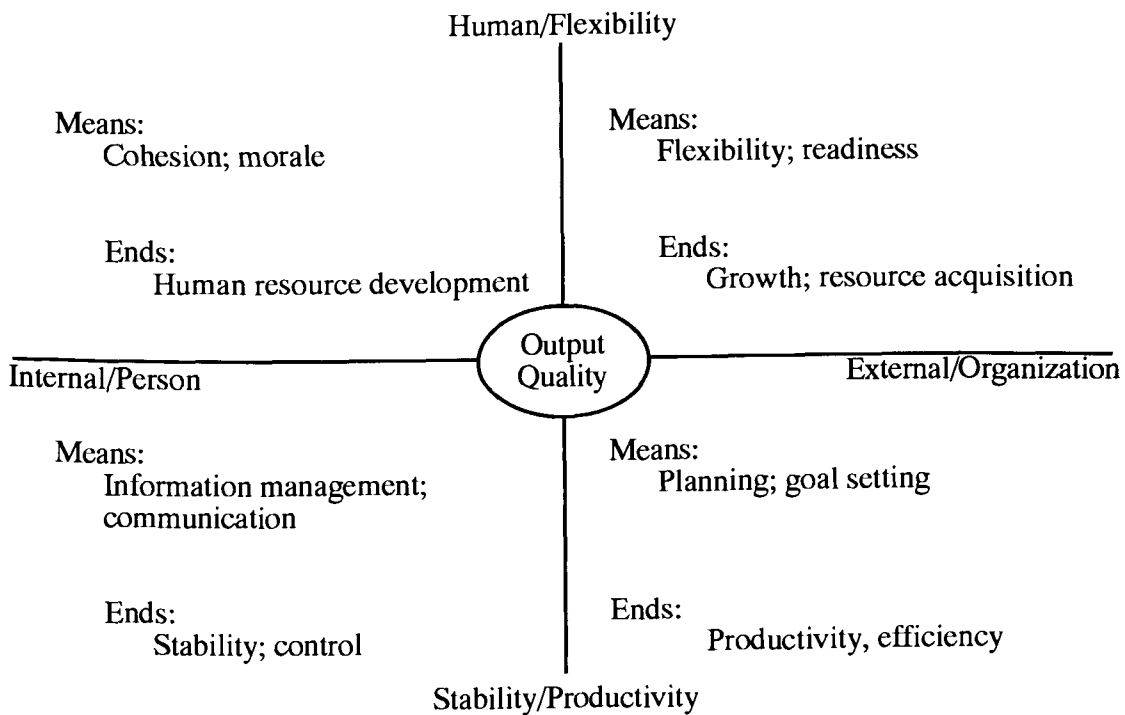 Human/Flexibility
Means:
Cohesion; morale
Ends:
Human resource development
Means:
Flexibility; readiness
Ends:
Growth; resource acquisition
Output
Quality
Internal/Person
External/Organization
Means:
Information management;
communication
Ends:
Stability; control
Means:
Planning; goal setting
Ends:
Productivity, efficiency
Stability/Productivity